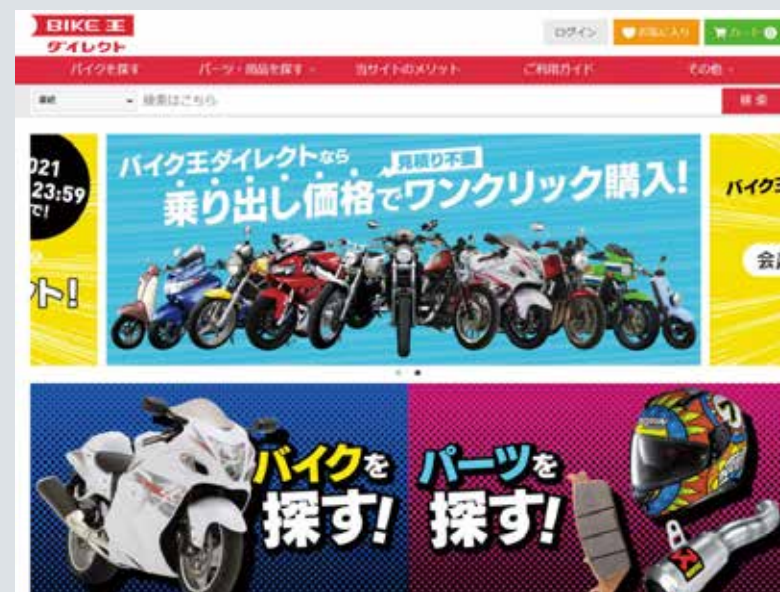 BIKE王
ダイレクト
ログイン
お気に入り
カート 0
バイクを探す
パーツ・用品を探す
当サイトのメリット
ご利用ガイド
その他
検索はこちら
検索
021
23:59
で!
ト!
バイク王ダイレクトなら
見積り不要
乗り出し価格でワンクリック購入!
バイク王
会員
バイクを
探す!
パーツを
探す!